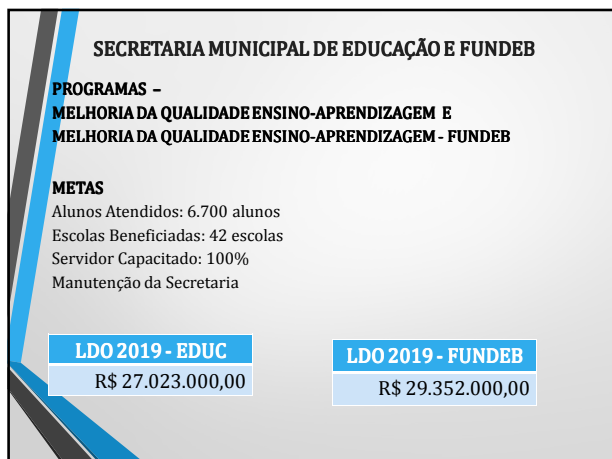 SECRETARIA MUNICIPAL DE EDUCAÇÃO E FUNDEB
PROGRAMAS –
MELHORIA DA QUALIDADE ENSINO-APRENDIZAGEM E
MELHORIA DA QUALIDADE ENSINO-APRENDIZAGEM - FUNDEB
METAS
Alunos Atendidos: 6.700 alunos
Escolas Beneficiadas: 42 escolas
Servidor Capacitado: 100%
Manutenção da Secretaria
LDO 2019 - EDUC
R$ 27.023.000,00
LDO 2019 - FUNDEB
R$ 29.352.000,00